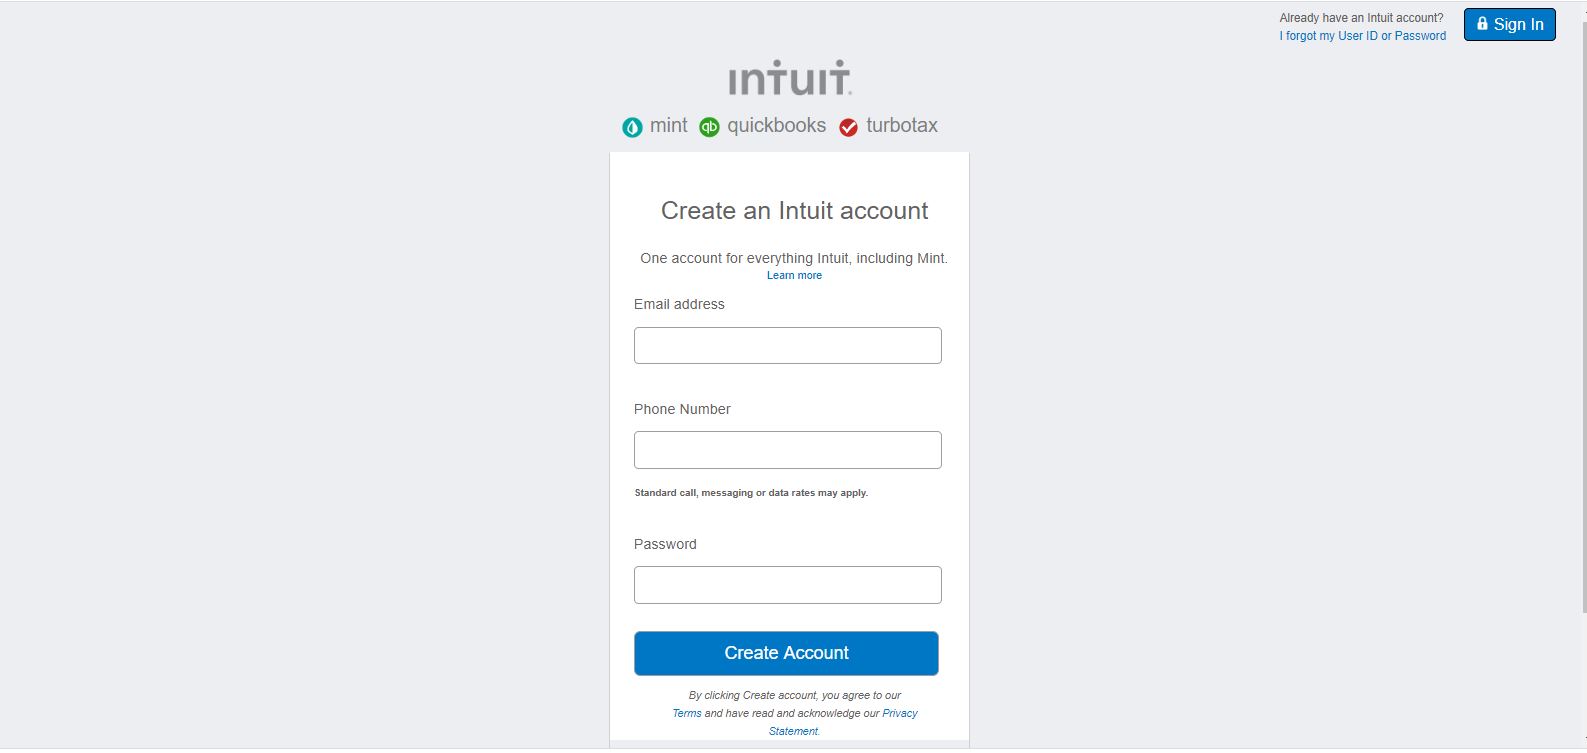 Already have an Intuit account?
I forgot my User ID or Password
Sign In
ıntuıt.
mint qb quickbooks turbotax
Create an Intuit account
One account for everything Intuit, including Mint.
Learn more
Email address
Phone Number
Standard call, messaging or data rates may apply.
Password
Create Account
By clicking Create account, you agree to our
Terms and have read and acknowledge our Privacy
Statement.